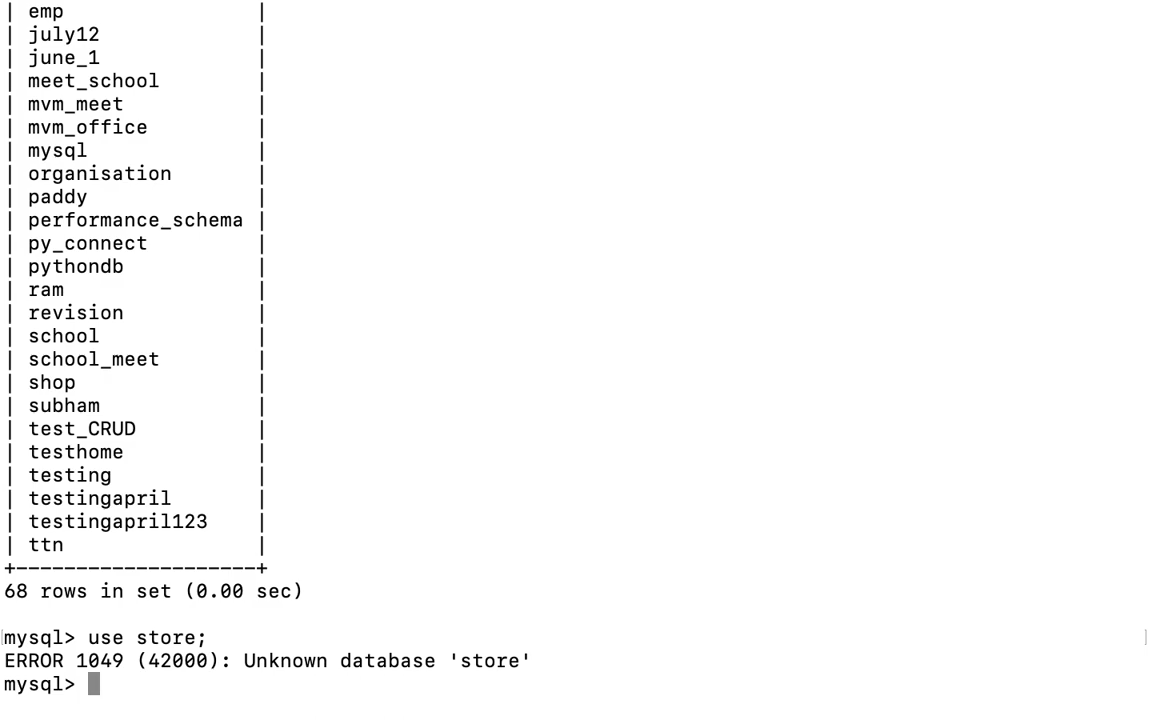 | emp                |
| july12             |
| june_1             |
| meet_school        |
| mvm_meet           |
| mvm_office         |
| mysql              |
| organisation       |
| paddy              |
| performance_schema |
| py_connect         |
| pythondb           |
| ram                |
| revision           |
| school             |
| school_meet        |
| shop               |
| subham             |
| test_CRUD          |
| testhome           |
| testing            |
| testingapril       |
| testingapril123    |
| ttn                |
+--------------------+
68 rows in set (0.00 sec)

mysql> use store;
ERROR 1049 (42000): Unknown database 'store'
mysql>